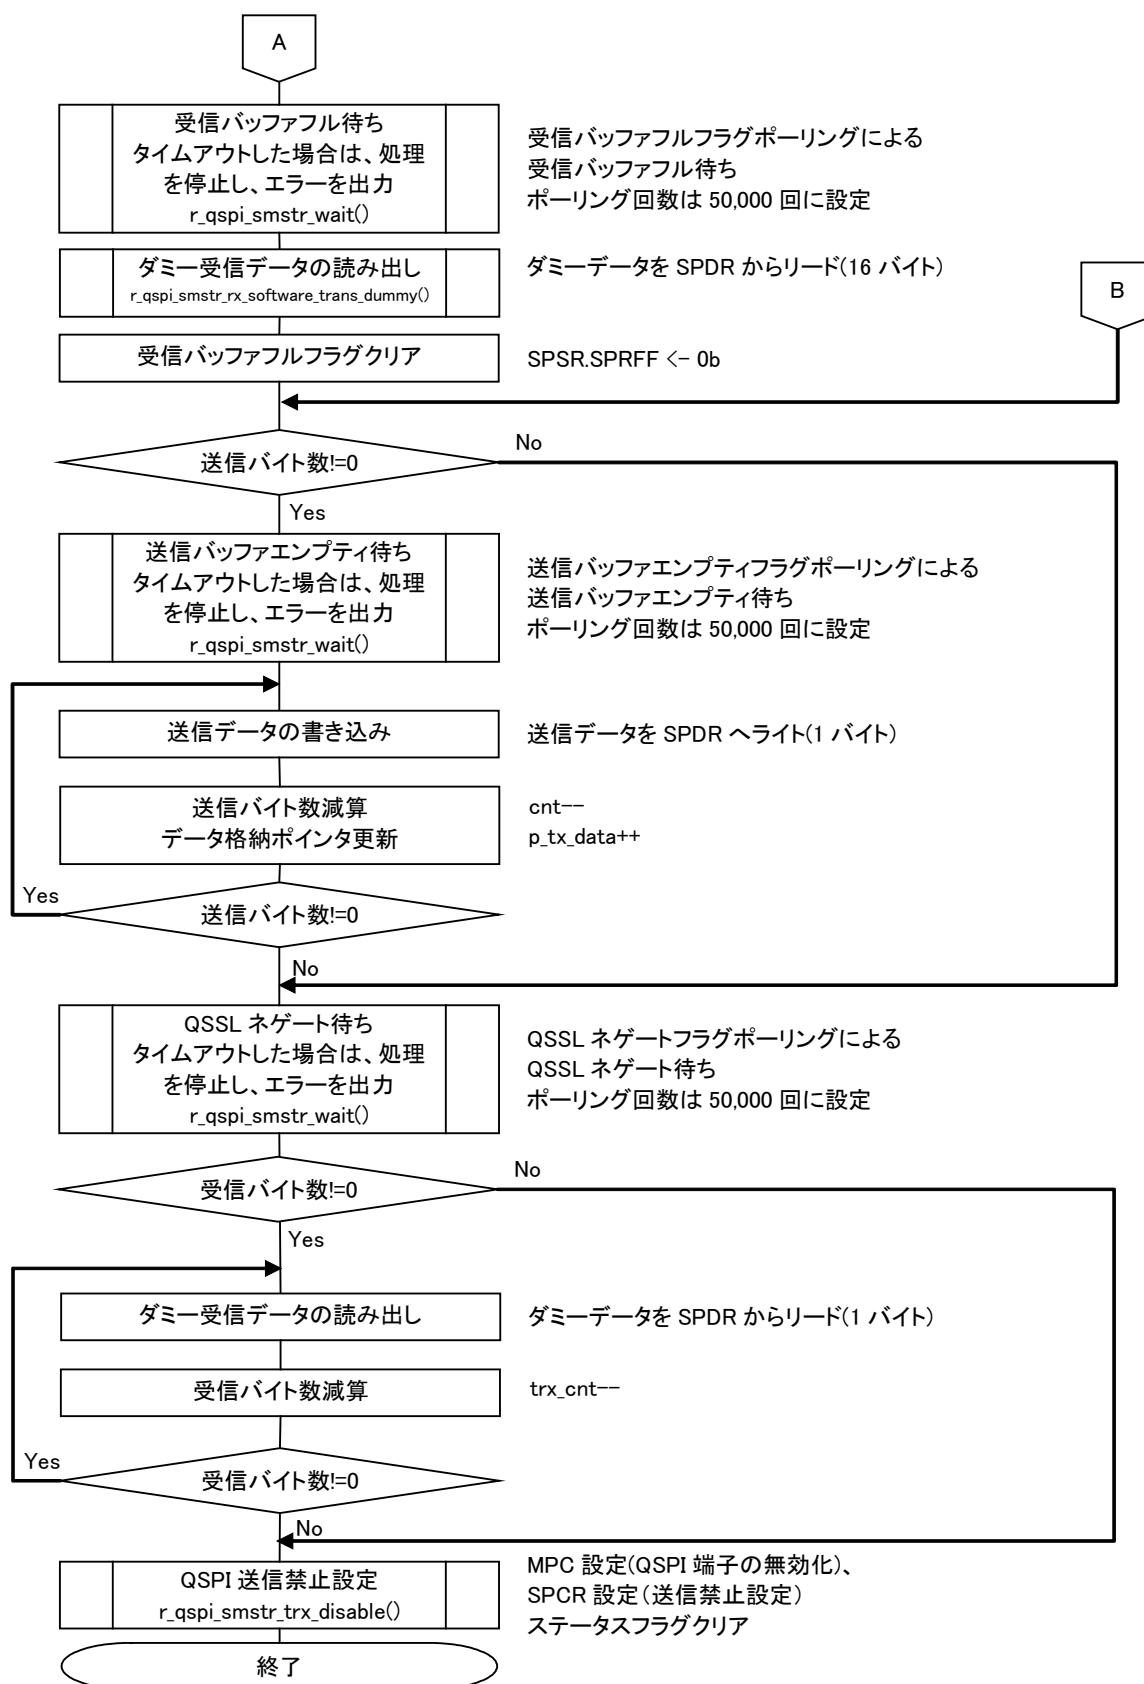 A
受信バッファフル待ち
タイムアウトした場合は、処理
を停止し、エラーを出力
r_qspi_smstr_wait()
受信バッファフルフラグポーリングによる
受信バッファフル待ち
ポーリング回数は 50,000 回に設定
ダミー受信データの読み出し
r_qspi_smstr_rx_software_trans_dummy()
ダミーデータを SPDR からリード(16 バイト)
B
受信バッファフルフラグクリア
SPSR.SPRFF <- 0b
送信バイト数!=0
No
Yes
送信バッファエンプティ待ち
タイムアウトした場合は、処理
を停止し、エラーを出力
r_qspi_smstr_wait()
送信バッファエンプティフラグポーリングによる
送信バッファエンプティ待ち
ポーリング回数は 50,000 回に設定
送信データの書き込み
送信データを SPDR へライト(1 バイト)
送信バイト数減算
データ格納ポインタ更新
cnt--
p_tx_data++
Yes
送信バイト数!=0
No
QSSL ネゲート待ち
タイムアウトした場合は、処理
を停止し、エラーを出力
r_qspi_smstr_wait()
QSSL ネゲートフラグポーリングによる
QSSL ネゲート待ち
ポーリング回数は 50,000 回に設定
受信バイト数!=0
No
Yes
ダミー受信データの読み出し
ダミーデータを SPDR からリード(1 バイト)
受信バイト数減算
trx_cnt--
Yes
受信バイト数!=0
No
QSPI 送信禁止設定
r_qspi_smstr_trx_disable()
MPC 設定(QSPI 端子の無効化)、
SPCR 設定(送信禁止設定)
ステータスフラグクリア
終了